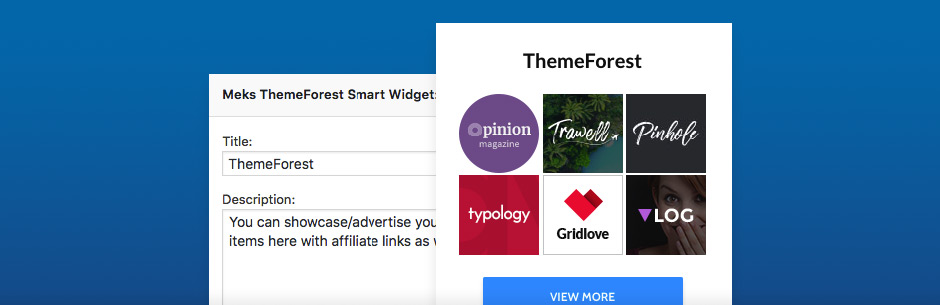 Meks ThemeForest Smart Widget:
Title:
ThemeForest
Description:
You can showcase/advertise you
items here with affiliate links as
ThemeForest
Opinion
magazine
Trawell
Pinhole
typology
Gridlove
VLOG
VIEW MORE